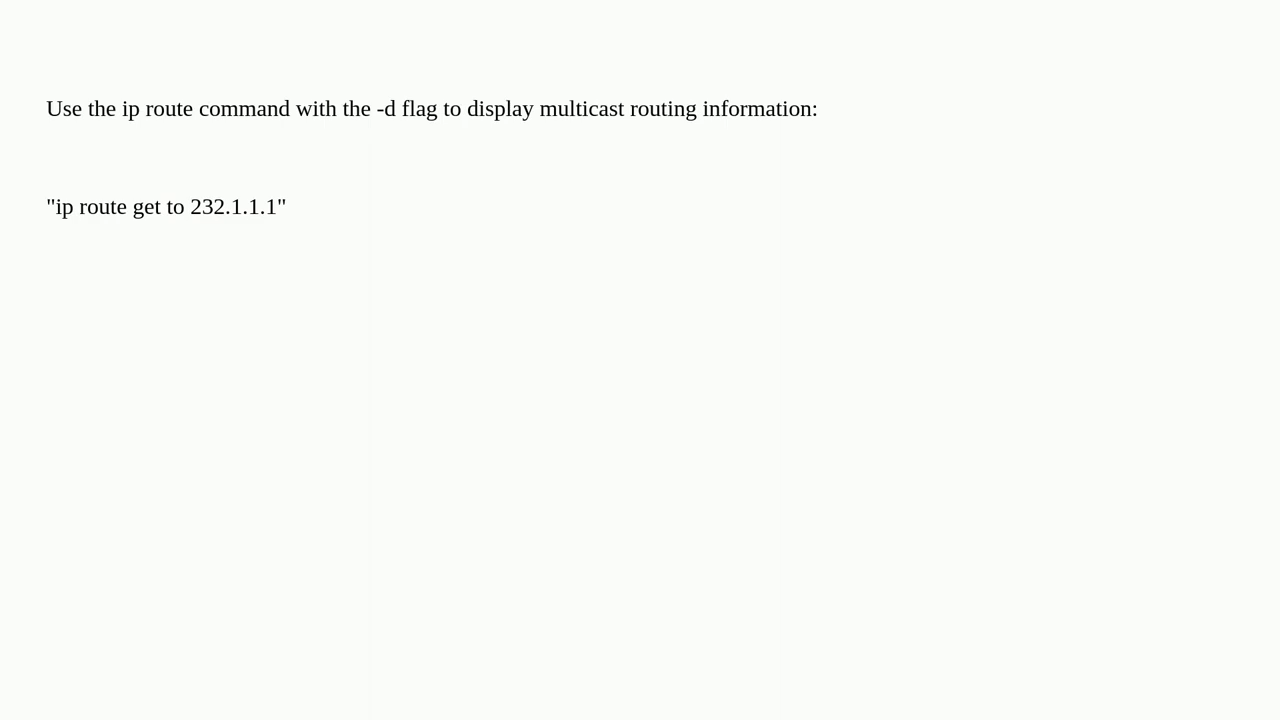 Use the ip route command with the -d flag to display multicast routing information:
"ip route get to 232.1.1.1"